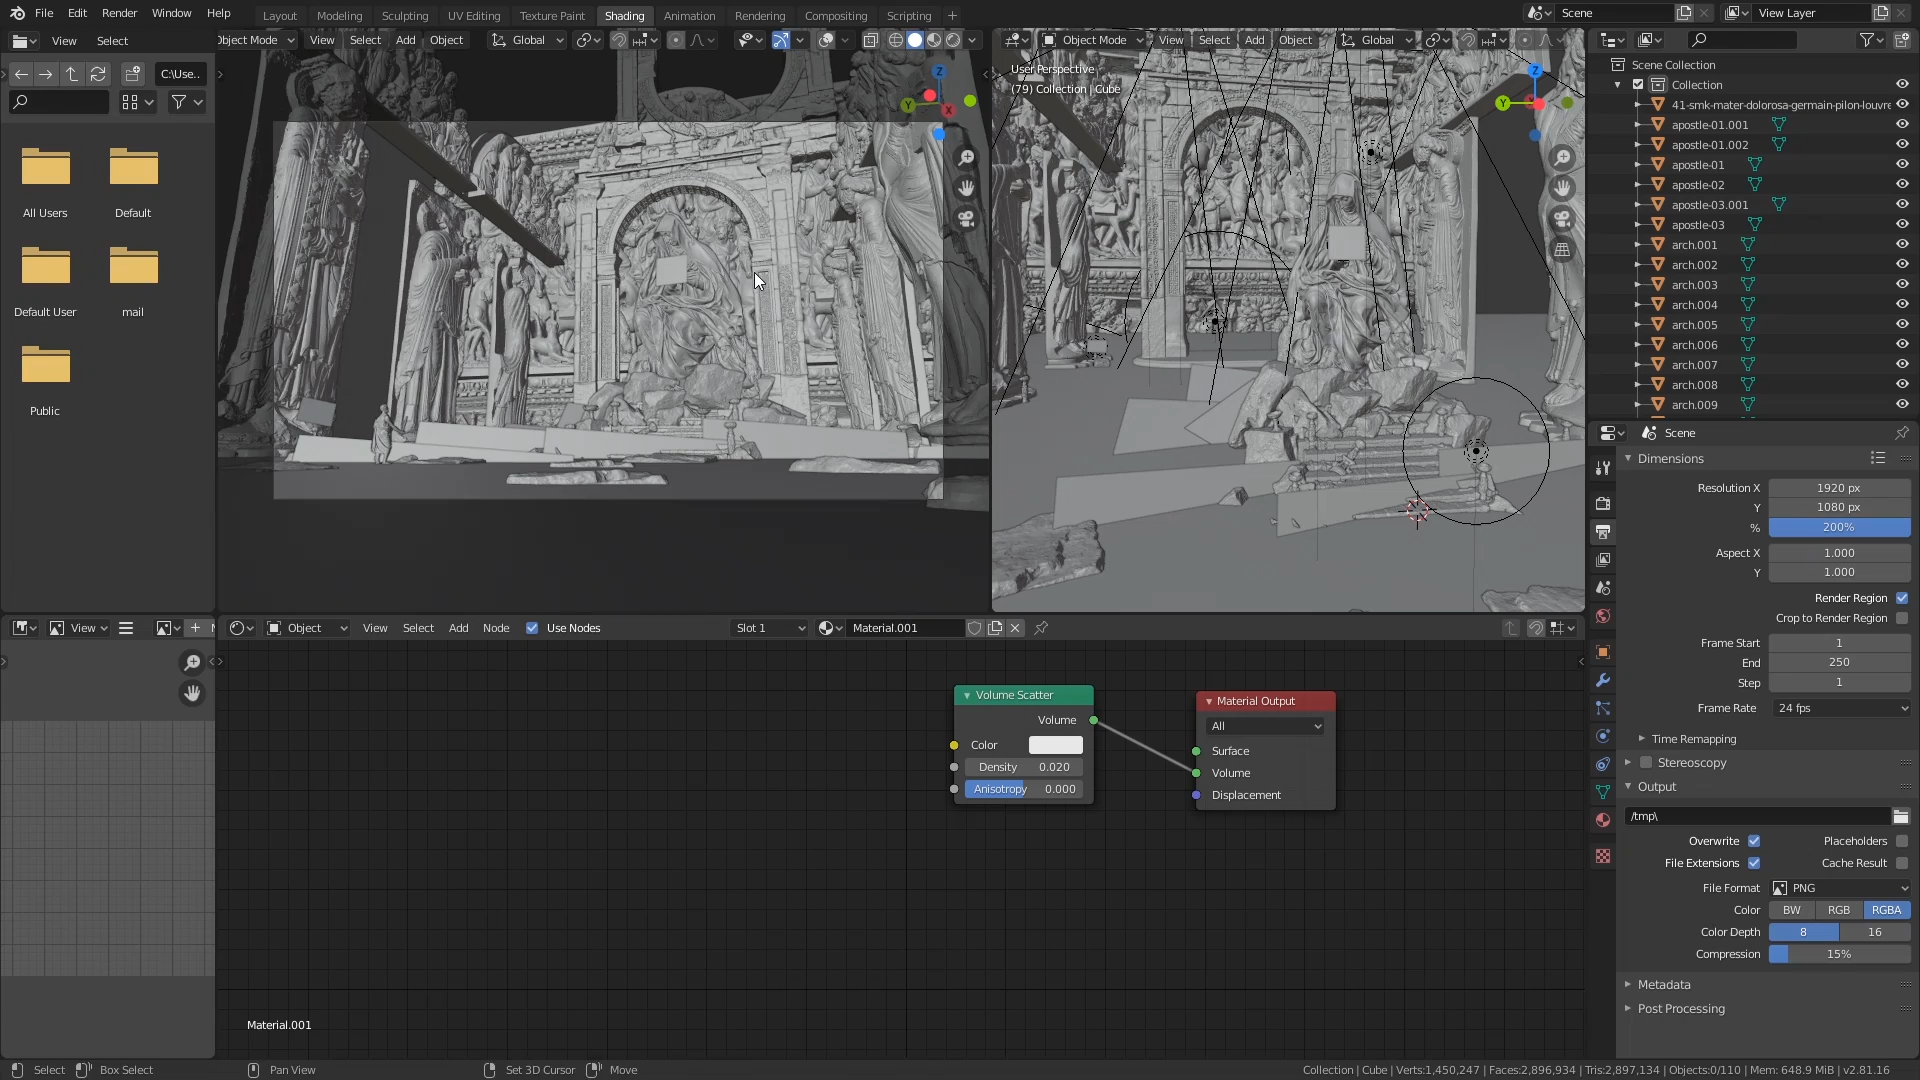 File Edit Render Window Help
Layout Modeling Sculpting UV Editing Texture Paint Shading Animation Rendering Compositing Scripting +
Scene
View Layer
View Select
C:\Use..
All Users
Default
Default User
mail
Public
bject Mode View Select Add Object Global
Z
Y
X
Object Mode View Select Add Object Global
User Perspective
(79) Collection | Cube
Z
Y
Scene Collection
Collection
41-smk-mater-dolorosa-germain-pilon-louvre
apostle-01.001
apostle-01.002
apostle-01
apostle-02
apostle-03.001
apostle-03
arch.001
arch.002
arch.003
arch.004
arch.005
arch.006
arch.007
arch.008
arch.009
Scene
Dimensions
Resolution X 1920 px
Y 1080 px
% 200%
Aspect X 1.000
Y 1.000
Render Region
Crop to Render Region
Frame Start 1
End 250
Step 1
Frame Rate 24 fps
Time Remapping
Stereoscopy
Output
/tmp\
Overwrite Placeholders
File Extensions Cache Result
File Format PNG
Color BW RGB RGBA
Color Depth 8 16
Compression 15%
Metadata
Post Processing
View
Object View Select Add Node Use Nodes Slot 1 Material.001
Volume Scatter
Volume
Color
Density 0.020
Anisotropy 0.000
Material Output
All
Surface
Volume
Displacement
Material.001
Select Box Select Pan View Set 3D Cursor Move
Collection | Cube | Verts:1,450,247 | Faces:2,896,934 | Tris:2,897,134 | Objects:0/110 | Mem: 648.9 MiB | v2.81.16